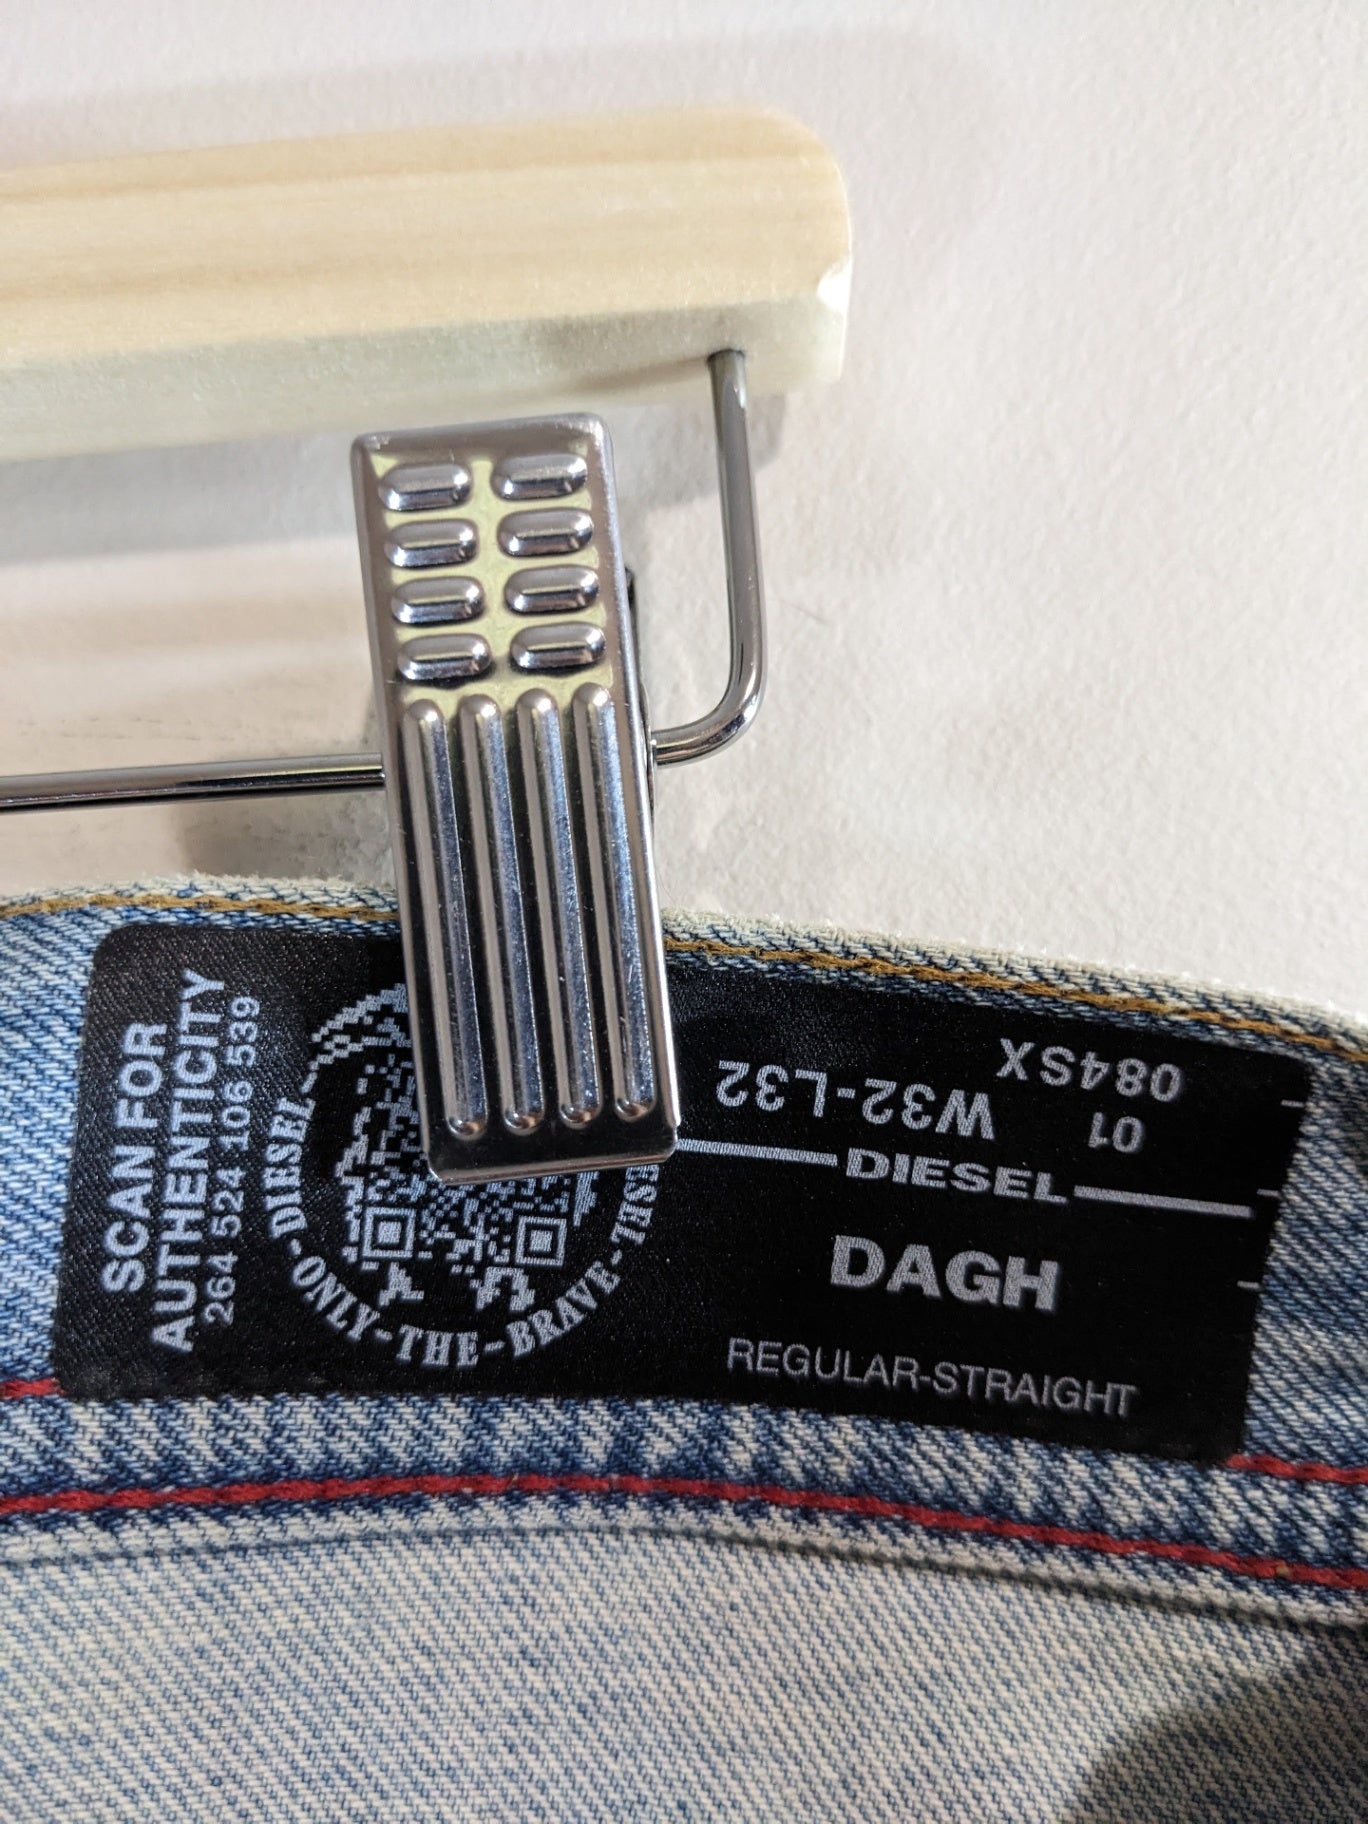 SCAN FOR
AUTHENTICITY
264 524 106 539
DIESEL-ONLY-THE-BRAVE-
084SX
01
W32-L32
DIESEL
DAGH
REGULAR-STRAIGHT